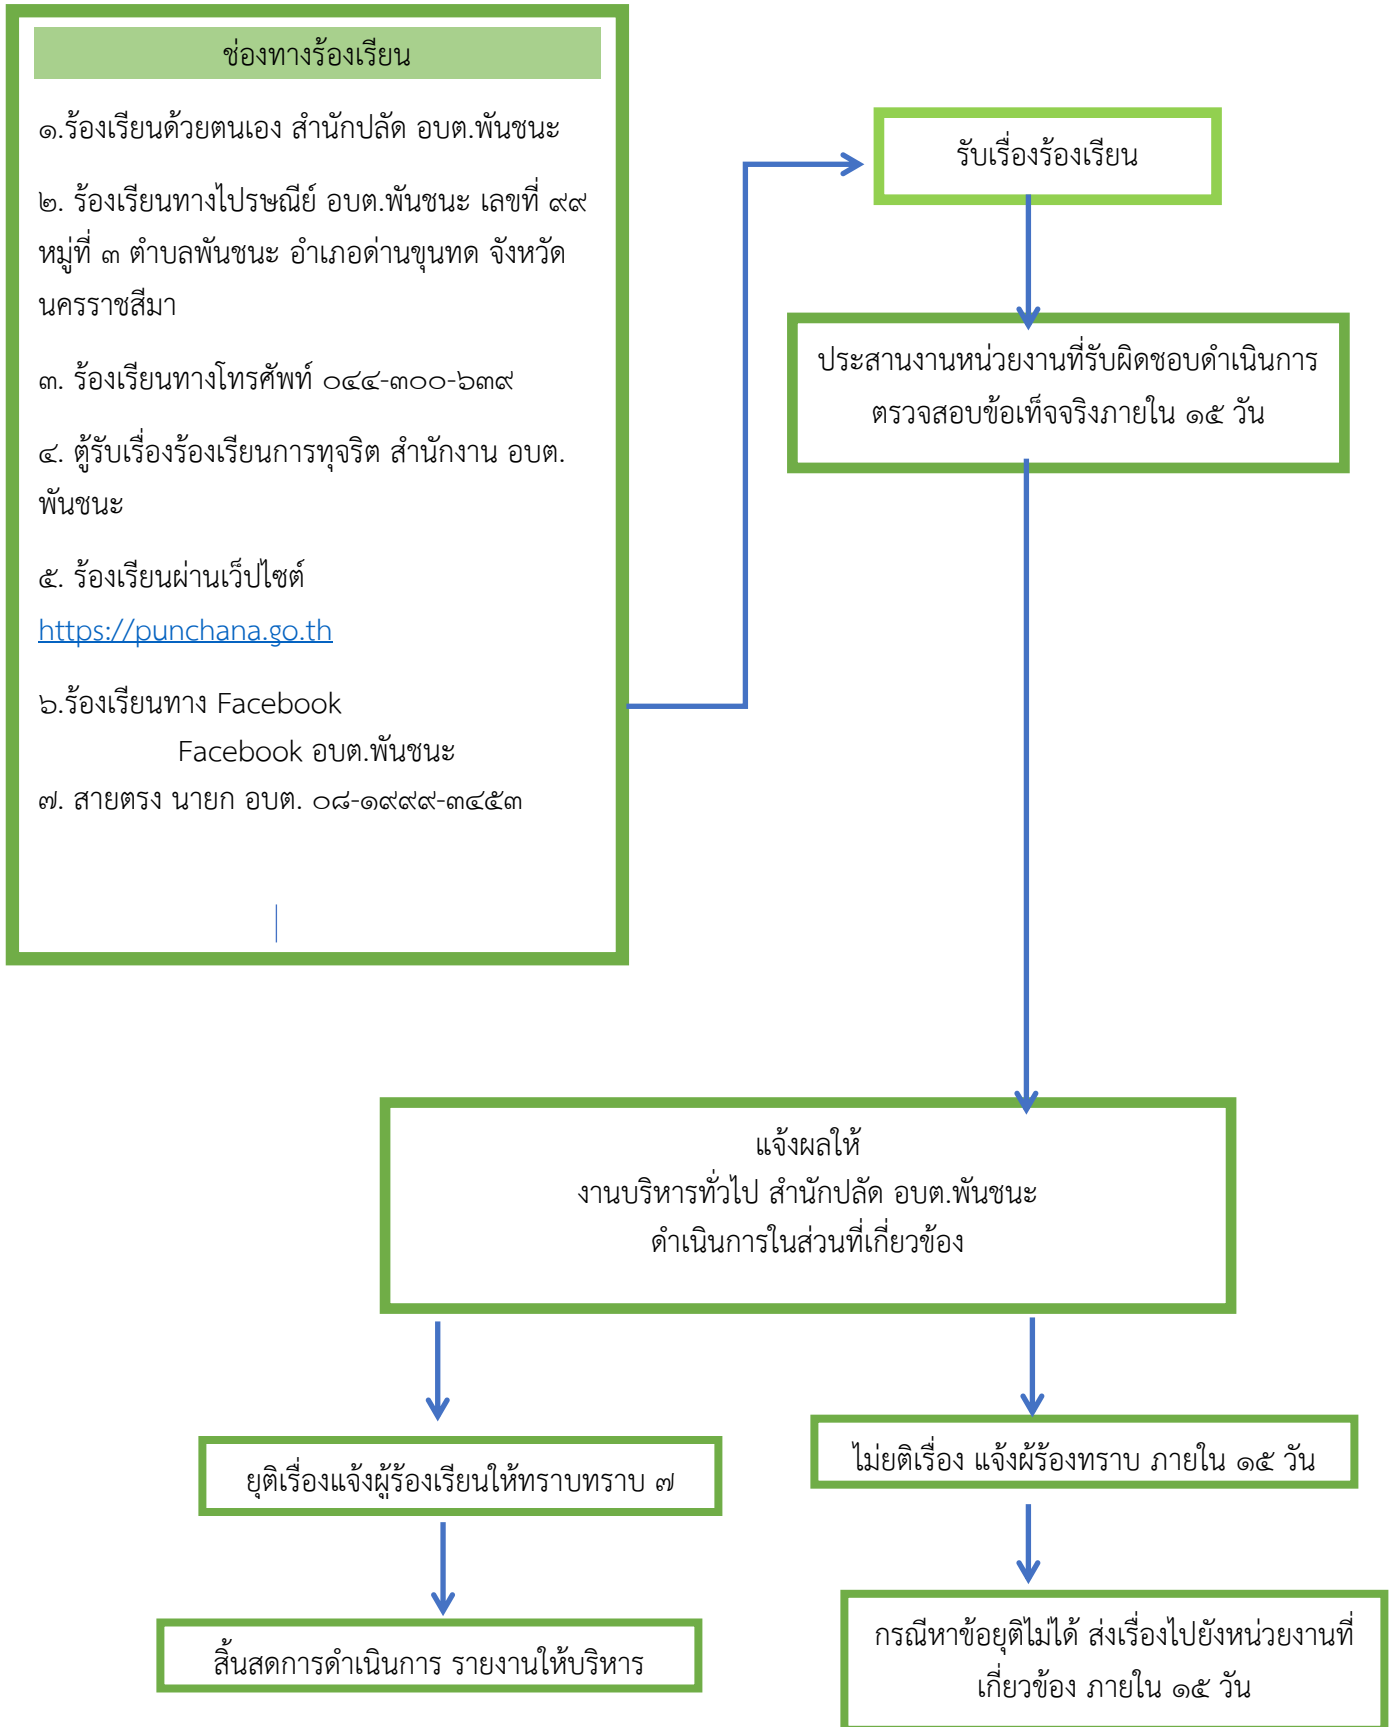 ช่องทางร้องเรียน
๑.ร้องเรียนด้วยตนเอง สำนักปลัด อบต.พันชนะ
๒. ร้องเรียนทางไปรษณีย์ อบต.พันชนะ เลขที่ ๙๙
หมู่ที่ ๓ ตำบลพันชนะ อำเภอด่านขุนทด จังหวัด
นครราชสีมา
๓. ร้องเรียนทางโทรศัพท์ ๐๔๔-๓๐๐-๖๓๙
๔. ตู้รับเรื่องร้องเรียนการทุจริต สำนักงาน อบต.
พันชนะ
๕. ร้องเรียนผ่านเว็ปไซต์
https://punchana.go.th
๖.ร้องเรียนทาง Facebook
Facebook อบต.พันชนะ
๗. สายตรง นายก อบต. ๐๘-๑๙๙๙-๓๔๕๓
รับเรื่องร้องเรียน
ประสานงานหน่วยงานที่รับผิดชอบดำเนินการ
ตรวจสอบข้อเท็จจริงภายใน ๑๕ วัน
แจ้งผลให้
งานบริหารทั่วไป สำนักปลัด อบต.พันชนะ
ดำเนินการในส่วนที่เกี่ยวข้อง
ยุติเรื่องแจ้งผู้ร้องเรียนให้ทราบทราบ ๗
สิ้นสดการดำเนินการ รายงานให้บริหาร
ไม่ยติเรื่อง แจ้งผ้ร้องทราบ ภายใน ๑๕ วัน
กรณีหาข้อยุติไม่ได้ ส่งเรื่องไปยังหน่วยงานที่
เกี่ยวข้อง ภายใน ๑๕ วัน